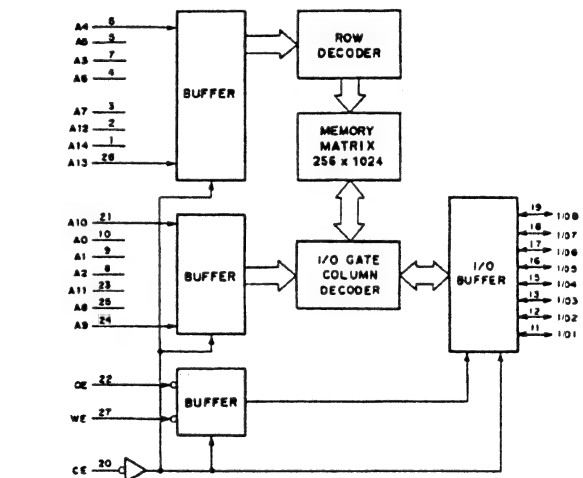 A4 6
A5 5
A3 7
A6 4
A7 3
A12 2
A14 1
A13 26
BUFFER
ROW
DECODER
MEMORY
MATRIX
256 x 1024
A10 21
A0 10
A1 9
A2 8
A11 23
A8 25
A9 24
BUFFER
I/O GATE
COLUMN
DECODER
I/O
BUFFER
19 I/O8
18 I/O7
17 I/O6
16 I/O5
15 I/O4
13 I/O3
12 I/O2
11 I/O1
OE 22
WE 27
BUFFER
CE 20